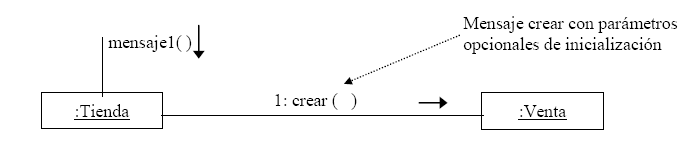 Mensaje crear con parámetros
opcionales de inicialización
mensaje1( )
1: crear ( )
:Tienda
:Venta